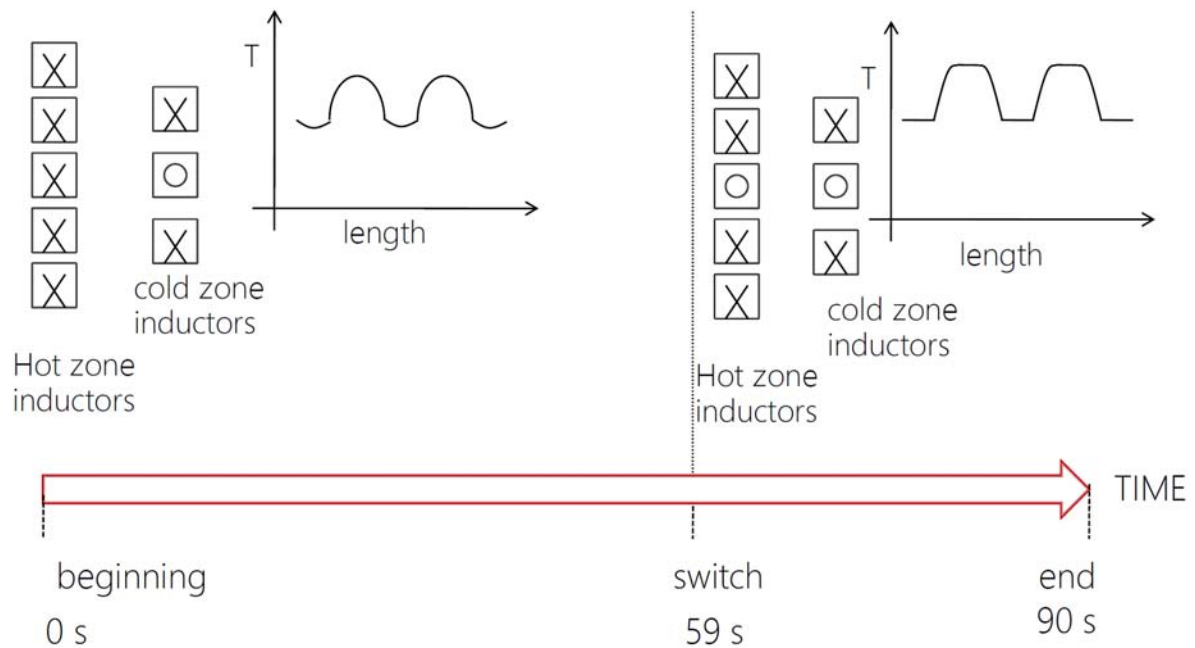 T
length
cold zone
inductors
Hot zone
inductors
T
length
cold zone
inductors
Hot zone
inductors
TIME
beginning
switch
end
0 s
59 s
90 s